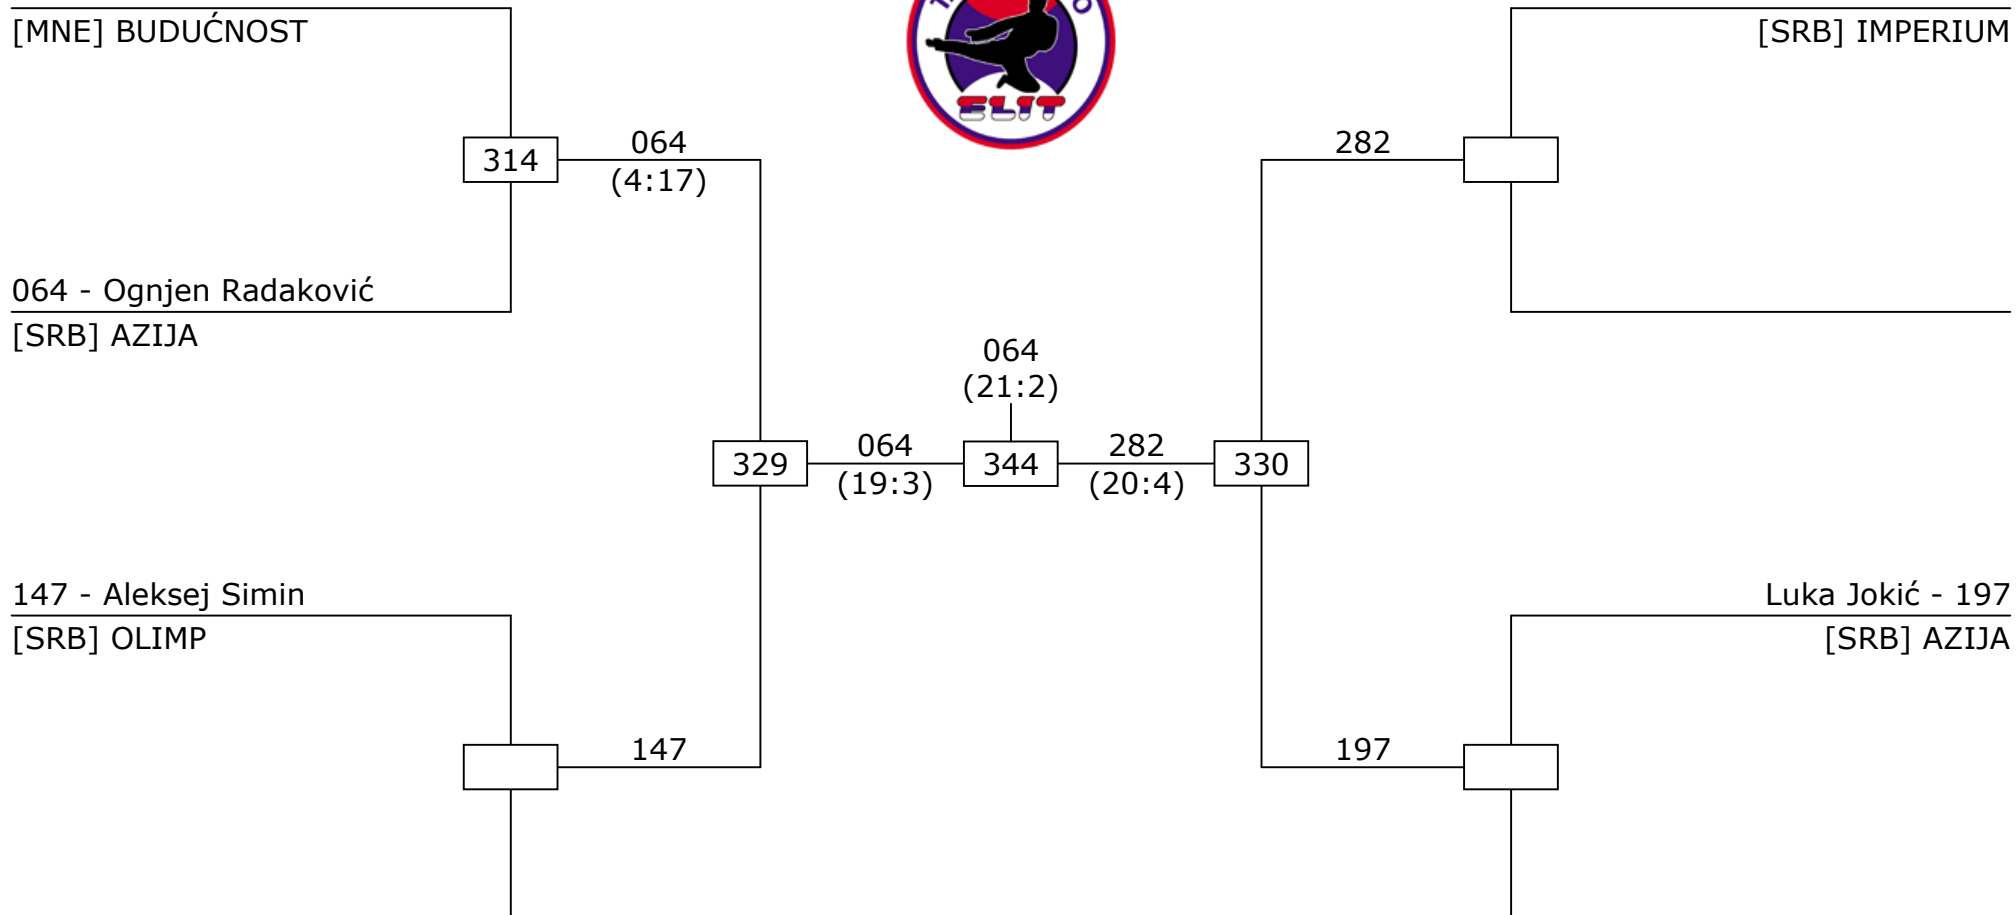 [MNE] BUDUĆNOST
[SRB] IMPERIUM
ELIT
314
064
(4:17)
282
064 - Ognjen Radaković
[SRB] AZIJA
064
(21:2)
329
064
(19:3)
344
282
(20:4)
330
147 - Aleksej Simin
[SRB] OLIMP
Luka Jokić - 197
[SRB] AZIJA
147
197